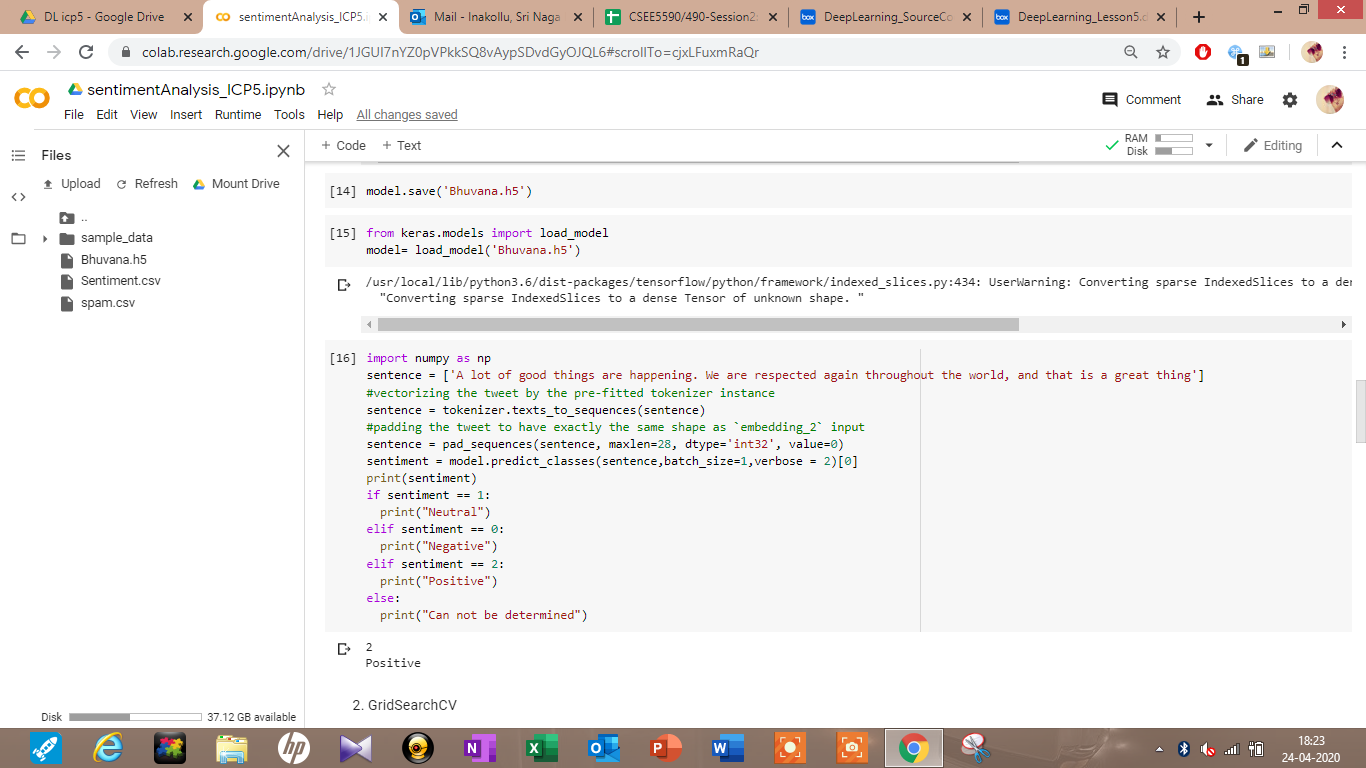 DL icp5 - Google Drive
sentimentAnalysis_ICP5.i
Mail - Inakollu, Sri Naga
CSEE5590/490-Session2:
DeepLearning_SourceCo
DeepLearning_Lesson5.c
colab.research.google.com/drive/1JGUI7nYZ0pVPkkSQ8vAypSDvdGyOJQL6#scrollTo=cjxLFuxmRaQr
1
CO
sentimentAnalysis_ICP5.ipynb
Comment
Share
File Edit View Insert Runtime Tools Help All changes saved
Files
+ Code + Text
RAM
Disk
Editing
Upload Refresh Mount Drive
..
sample_data
Bhuvana.h5
Sentiment.csv
spam.csv
[14] model.save('Bhuvana.h5')
[15] from keras.models import load_model
model= load_model('Bhuvana.h5')
/usr/local/lib/python3.6/dist-packages/tensorflow/python/framework/indexed_slices.py:434: UserWarning: Converting sparse IndexedSlices to a der
"Converting sparse IndexedSlices to a dense Tensor of unknown shape. "
[16] import numpy as np
sentence = ['A lot of good things are happening. We are respected again throughout the world, and that is a great thing']
#vectorizing the tweet by the pre-fitted tokenizer instance
sentence = tokenizer.texts_to_sequences(sentence)
#padding the tweet to have exactly the same shape as `embedding_2` input
sentence = pad_sequences(sentence, maxlen=28, dtype='int32', value=0)
sentiment = model.predict_classes(sentence,batch_size=1,verbose = 2)[0]
print(sentiment)
if sentiment == 1:
print("Neutral")
elif sentiment == 0:
print("Negative")
elif sentiment == 2:
print("Positive")
else:
print("Can not be determined")
2
Positive
2. GridSearchCV
Disk 37.12 GB available
18:23
24-04-2020